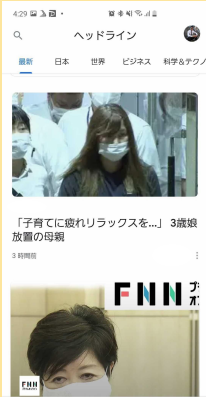 4:29
ヘッドライン
最新 日本 世界 ビジネス 科学&テクノ
「子育てに疲れリラックスを...」 3歳娘
放置の母親
3 時間前
FNN
FNN